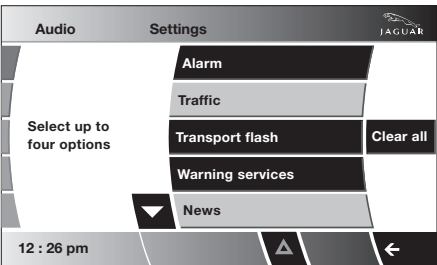 Audio Settings
JAGUAR
Alarm
Traffic
Select up to
four options
Transport flash
Clear all
Warning services
News
12 : 26 pm